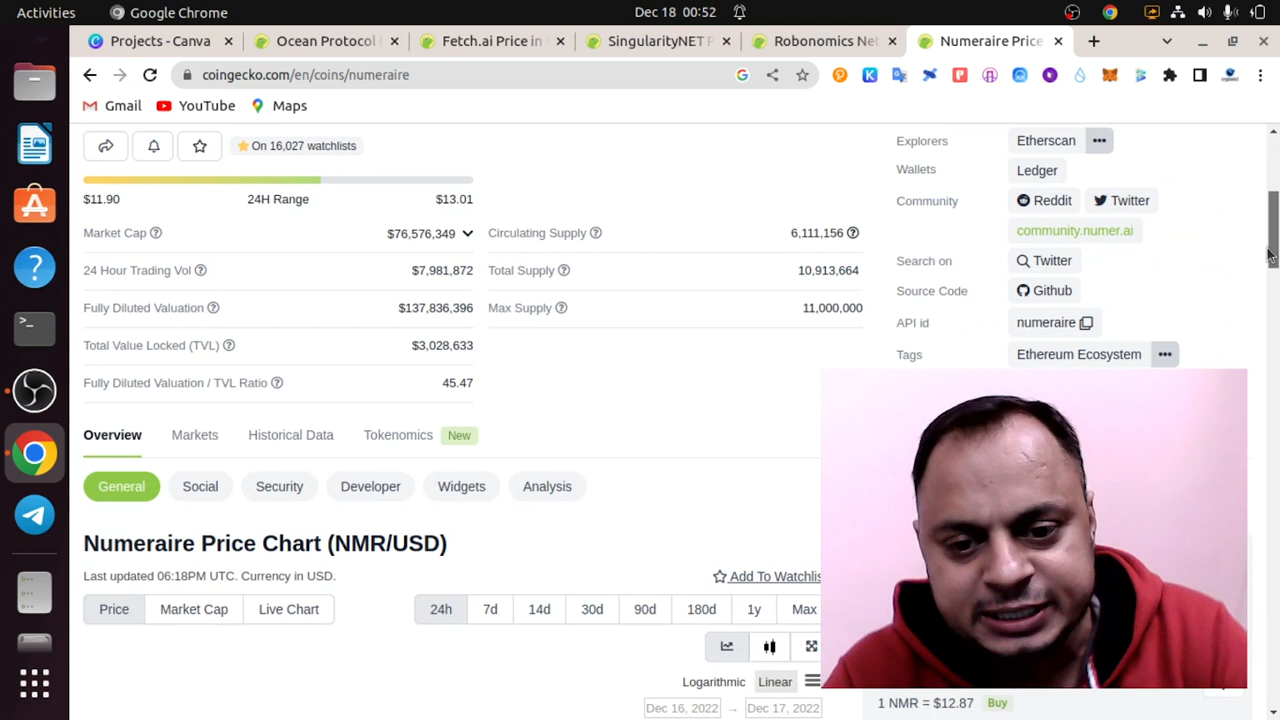 Activities
Google Chrome
Dec 18 00:52
Projects - Canva
Ocean Protocol
Fetch.ai Price in
SingularityNET P
Robonomics Net
Numeraire Price
coingecko.com/en/coins/numeraire
Gmail
YouTube
Maps
On 16,027 watchlists
$11.90
24H Range
$13.01
Market Cap
$76,576,349
Circulating Supply
6,111,156
24 Hour Trading Vol
$7,981,872
Total Supply
10,913,664
Fully Diluted Valuation
$137,836,396
Max Supply
11,000,000
Total Value Locked (TVL)
$3,028,633
Fully Diluted Valuation / TVL Ratio
45.47
Explorers
Etherscan
Wallets
Ledger
Community
Reddit
Twitter
community.numer.ai
Search on
Twitter
Source Code
Github
API id
numeraire
Tags
Ethereum Ecosystem
Overview
Markets
Historical Data
Tokenomics
New
General
Social
Security
Developer
Widgets
Analysis
Numeraire Price Chart (NMR/USD)
Last updated 06:18PM UTC. Currency in USD.
Add To Watchlis
Price
Market Cap
Live Chart
24h
7d
14d
30d
90d
180d
1y
Max
Logarithmic
Linear
Dec 16, 2022
→
Dec 17, 2022
1 NMR = $12.87
Buy